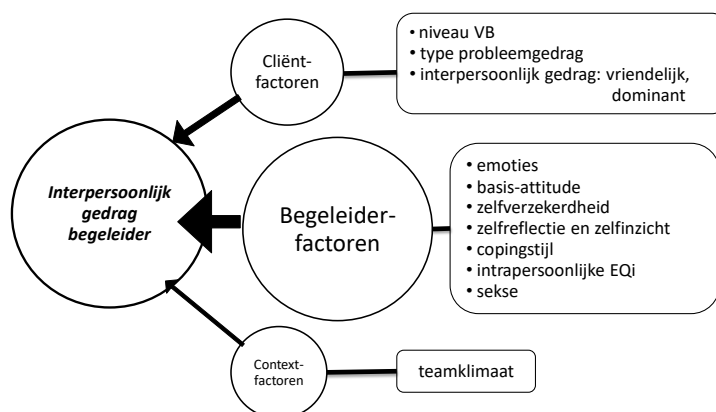 • niveau VB
• type probleemgedrag
• interpersoonlijk gedrag: vriendelijk,
dominant
Cliënt-
factoren
Interpersoonlijk
gedrag
begeleider
Begeleider-
factoren
• emoties
• basis-attitude
• zelfverzekerdheid
• zelfreflectie en zelfinzicht
• copingstijl
• intrapersoonlijke EQi
• sekse
Context-
factoren
teamklimaat